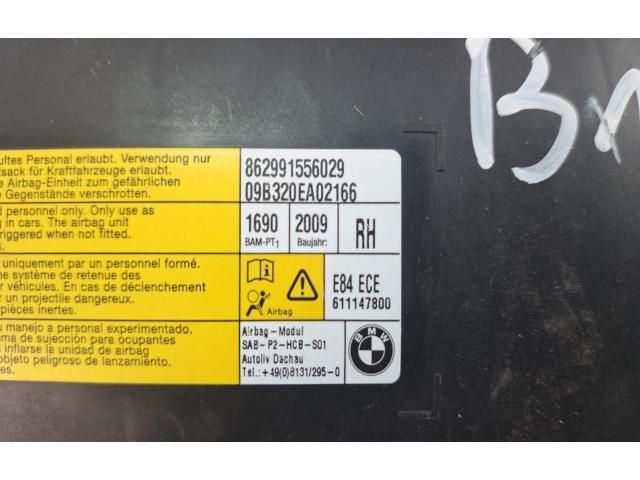 ultes Personal erlaubt. Verwendung nur
tsack für Kraftfahrzeuge erlaubt.
e Airbag-Einheit zum gefährlichen
Gegenstände verschrotten.
d personnel only. Only use as
g in cars. The airbag unit
triggered when not fitted.
s.
uniquement par un personnel formé.
ne système de retenue des
r véhicules. En cas de déclenchement
r un projectile dangereux.
pièces inertes.
u manejo a personal experimentado.
ma de sujección para ocupantes
inflarse la unidad de airbag
objeto peligroso de lanzamiento.
rtes.
862991556029
09B320EA02166
1690 2009 RH
BAM-PT1 Baujahr:
Airbag
E84 ECE
611147800
Airbag-Modul
SAB-P2-HCB-S01
Autoliv Dachau
Tel.:+49(0)8131/295-0
BMW